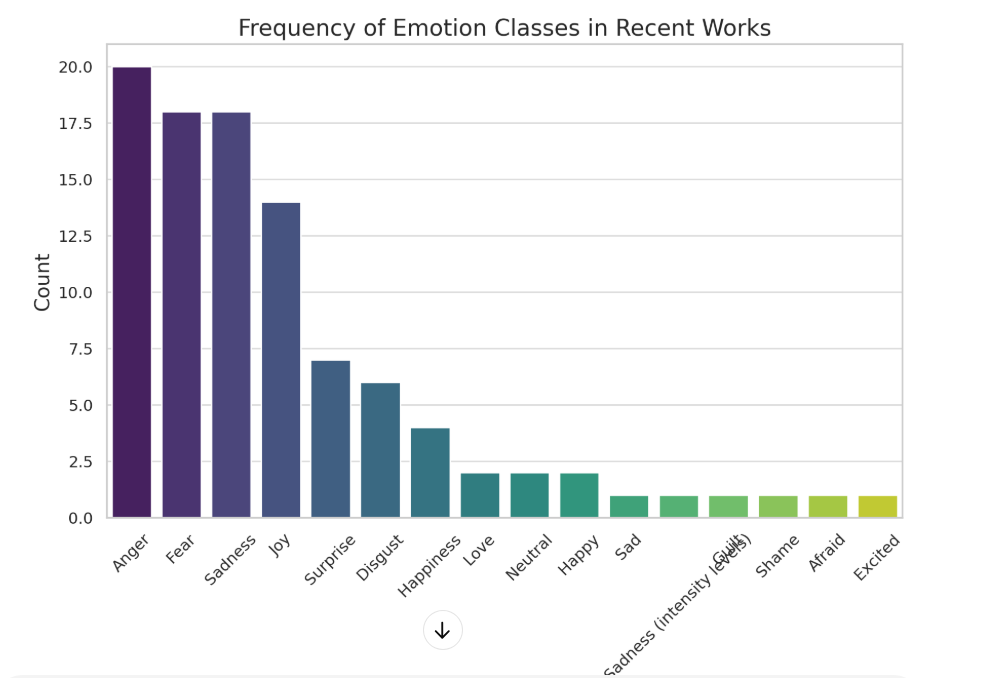 Frequency of Emotion Classes in Recent Works
Count
20.0
17.5
15.0
12.5
10.0
7.5
5.0
2.5
0.0
Anger
Fear
Sadness
Joy
Surprise
Disgust
Happiness
Love
Neutral
Happy
Sad
Sadness (intensity levels)
Guilt
Shame
Afraid
Excited